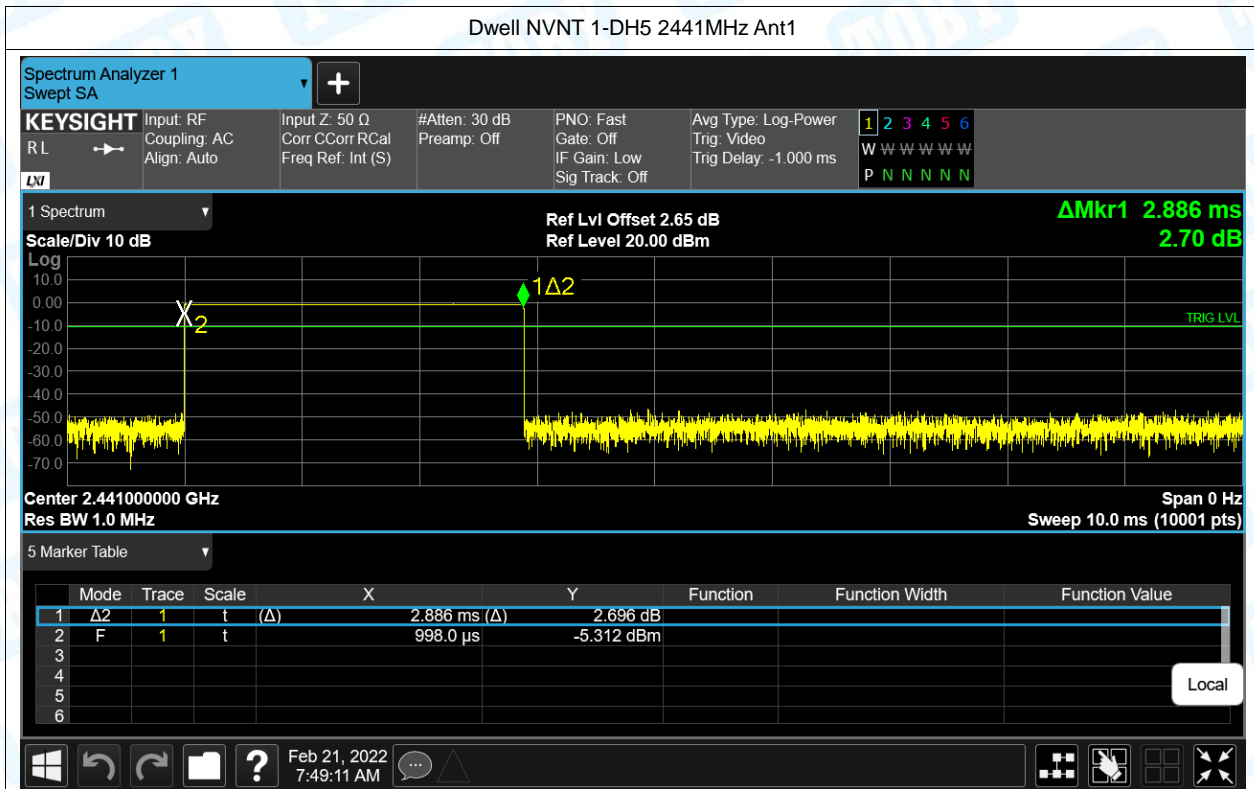 Dwell NVNT 1-DH5 2441MHz Ant1
Spectrum Analyzer 1
Swept SA
+
KEYSIGHT
R L
LXI
Input: RF
Coupling: AC
Align: Auto
Input Z: 50 Ω
Corr CCorr RCal
Freq Ref: Int (S)
#Atten: 30 dB
Preamp: Off
PNO: Fast
Gate: Off
IF Gain: Low
Sig Track: Off
Avg Type: Log-Power
Trig: Video
Trig Delay: -1.000 ms
1 2 3 4 5 6
W W W W W W
P N N N N N
1 Spectrum
Scale/Div 10 dB
Ref Lvl Offset 2.65 dB
Ref Level 20.00 dBm
ΔMkr1 2.886 ms
2.70 dB
Log
10.0
0.00
-10.0
-20.0
-30.0
-40.0
-50.0
-60.0
-70.0
X
2
1Δ2
TRIG LVL
Center 2.441000000 GHz
Span 0 Hz
Res BW 1.0 MHz
Sweep 10.0 ms (10001 pts)
5 Marker Table
Mode Trace Scale X Y Function Function Width Function Value
1 Δ2 1 t (Δ) 2.886 ms (Δ) 2.696 dB
2 F 1 t 998.0 µs -5.312 dBm
3
4
5
6
Local
?
Feb 21, 2022
7:49:11 AM